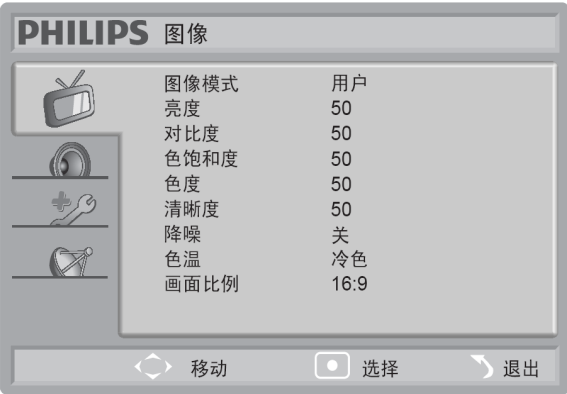 PHILIPS 图像
图像模式 用户
亮度 50
对比度 50
色饱和度 50
色度 50
清晰度 50
降噪 关
色温 冷色
画面比例 16:9
移动 选择 退出